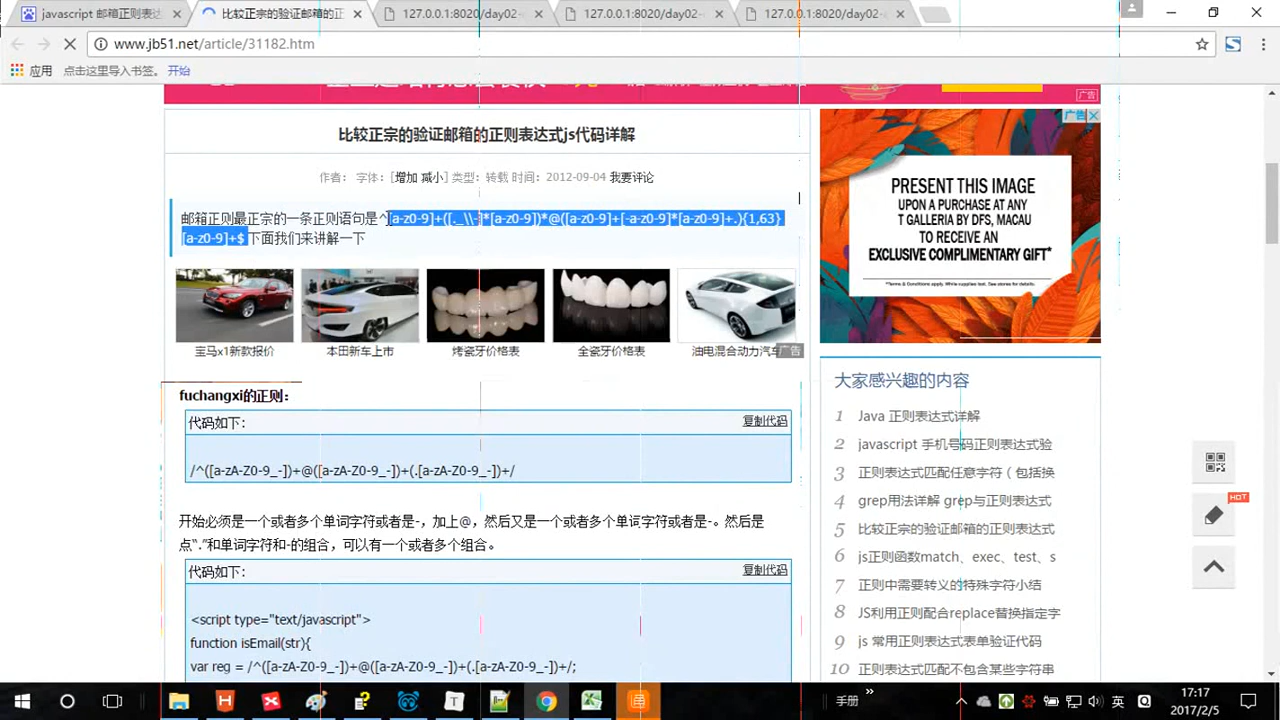 javascript 邮箱正则表达
比较正宗的验证邮箱的正
127.0.0.1:8020/day02-
127.0.0.1:8020/day02-
127.0.0.1:8020/day02-
www.jb51.net/article/31182.htm
应用 点击这里导入书签。 开始
广告
比较正宗的验证邮箱的正则表达式js代码详解
作者： 字体：[增加 减小] 类型：转载 时间：2012-09-04 我要评论
邮箱正则最正宗的一条正则语句是^[a-z0-9]+([._\\-]*[a-z0-9])*@([a-z0-9]+[-a-z0-9]*[a-z0-9]+.){1,63}
[a-z0-9]+$ 下面我们来讲解一下
宝马x1新款报价
本田新车上市
烤瓷牙价格表
全瓷牙价格表
油电混合动力汽车
广告
fuchangxi的正则：
代码如下:
复制代码
/^([a-zA-Z0-9_-])+@([a-zA-Z0-9_-])+(.[a-zA-Z0-9_-])+/
开始必须是一个或者多个单词字符或者是-，加上@，然后又是一个或者多个单词字符或者是-。然后是
点“.”和单词字符和-的组合，可以有一个或者多个组合。
代码如下:
复制代码
<script type="text/javascript">
function isEmail(str){
var reg = /^([a-zA-Z0-9_-])+@([a-zA-Z0-9_-])+(.[a-zA-Z0-9_-])+/;
广告
PRESENT THIS IMAGE
UPON A PURCHASE AT ANY
T GALLERIA BY DFS, MACAU
TO RECEIVE AN
EXCLUSIVE COMPLIMENTARY GIFT*
*Terms & Conditions apply. While supplies last. See stores for details.
大家感兴趣的内容
1 Java 正则表达式详解
2 javascript 手机号码正则表达式验
3 正则表达式匹配任意字符（包括换
4 grep用法详解 grep与正则表达式
5 比较正宗的验证邮箱的正则表达式
6 js正则函数match、exec、test、s
7 正则中需要转义的特殊字符小结
8 JS利用正则配合replace替换指定字
9 js 常用正则表达式表单验证代码
10 正则表达式匹配不包含某些字符串
HOT
手册
英
17:17
2017/2/5